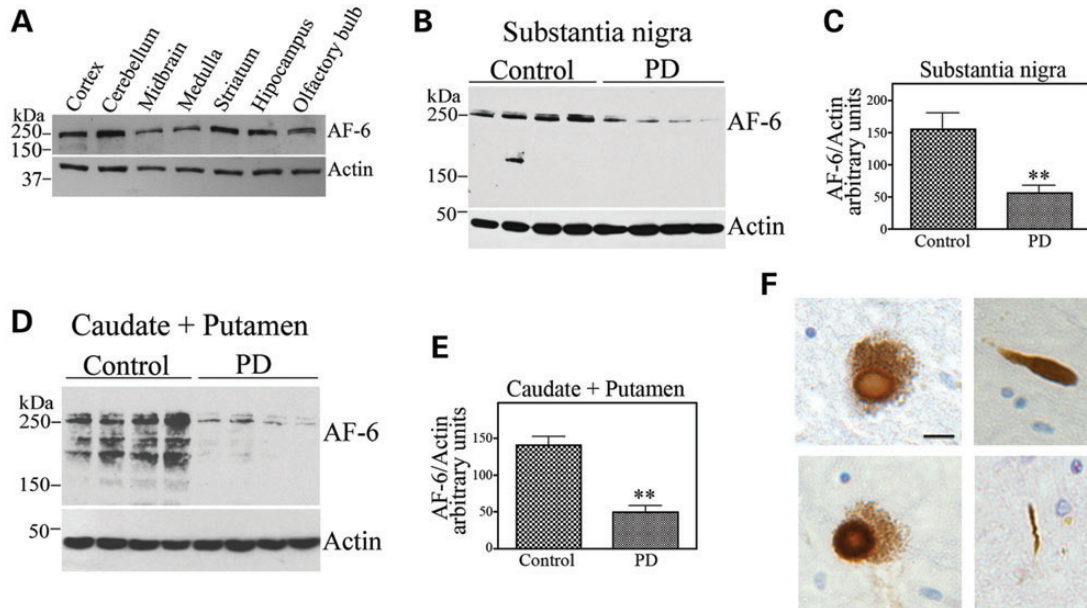 A
Cortex
Cerebellum
Midbrain
Medulla
Striatum
Hipocampus
Olfactory bulb
kDa
250
150
AF-6
37
Actin
B
Substantia nigra
Control PD
kDa
250
AF-6
150
50
Actin
C
Substantia nigra
AF-6/Actin
arbitrary units
150
100
50
0
**
Control PD
D
Caudate + Putamen
Control PD
kDa
250
AF-6
150
50
Actin
E
Caudate + Putamen
AF-6/Actin
arbitrary units
150
100
50
0
**
Control PD
F